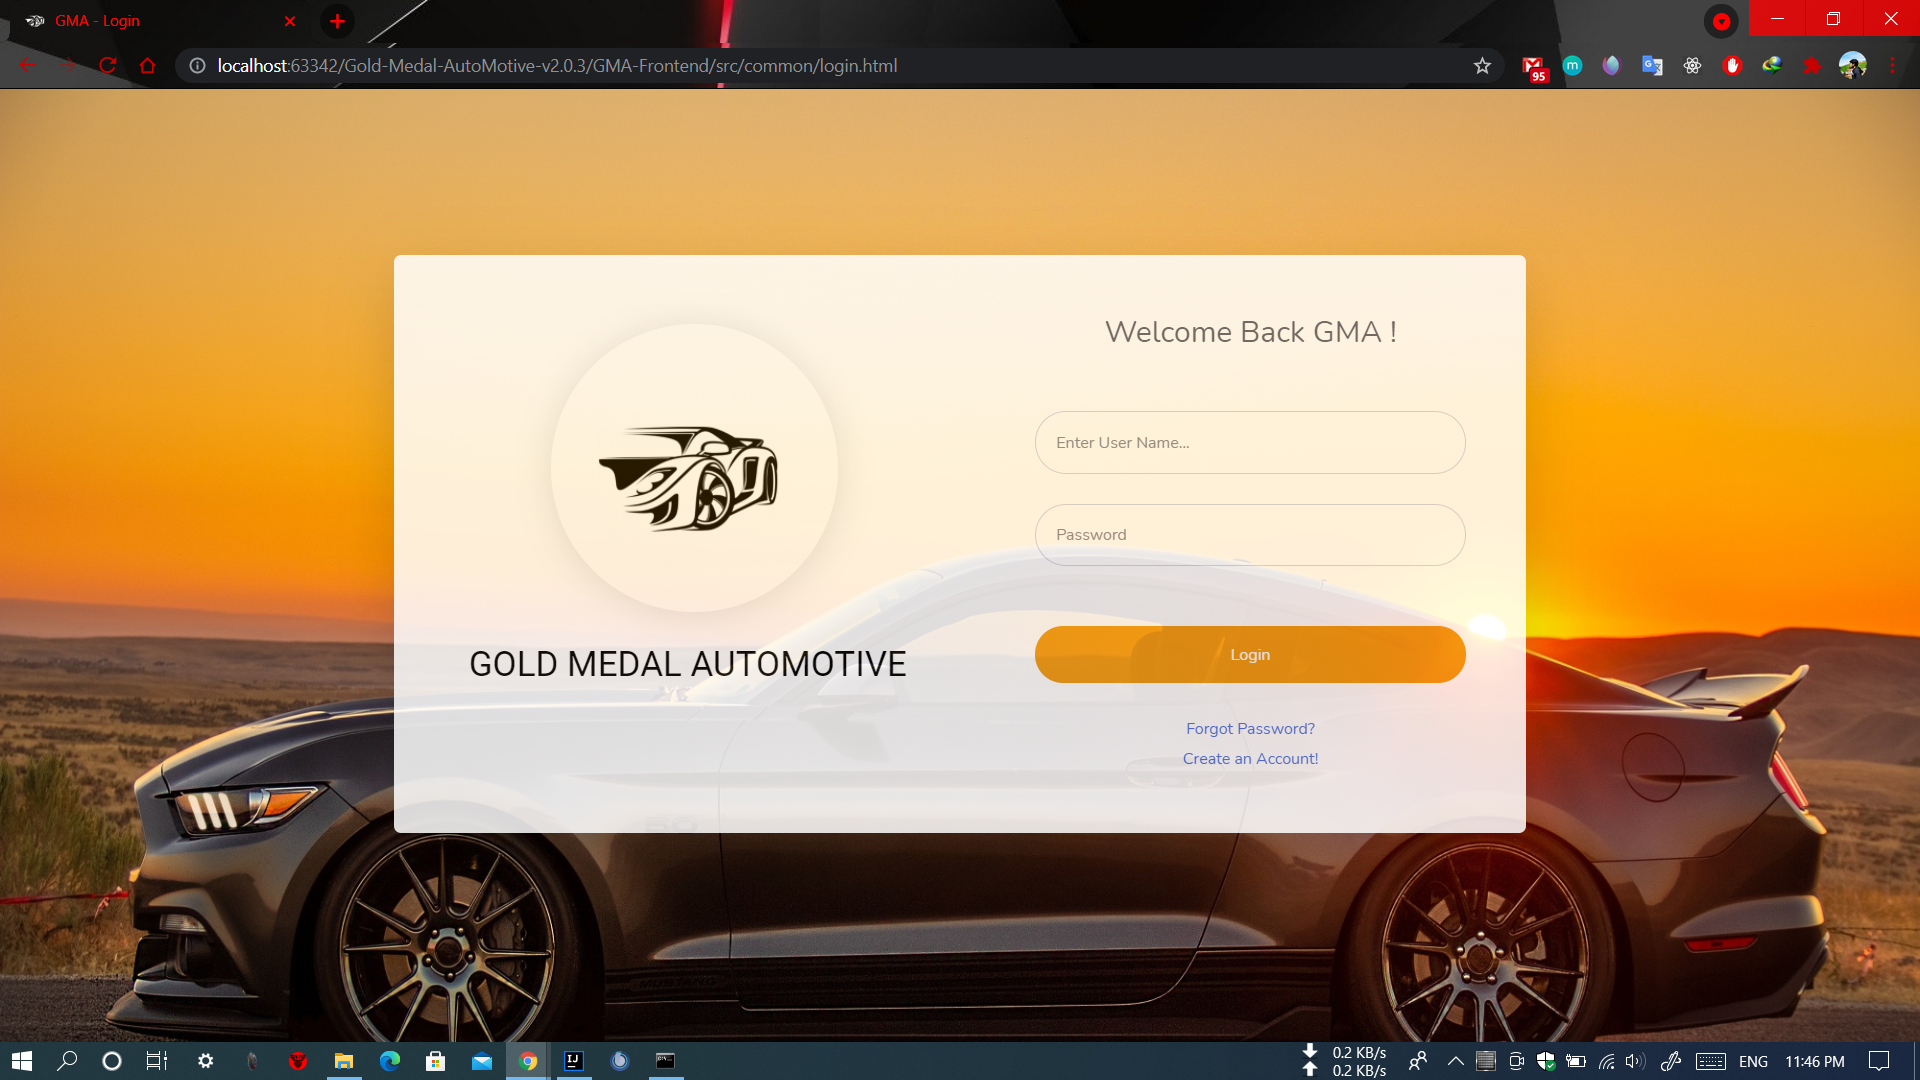 GMA - Login
localhost:63342/Gold-Medal-AutoMotive-v2.0.3/GMA-Frontend/src/common/login.html
95
m
Welcome Back GMA !
Enter User Name...
Password
GOLD MEDAL AUTOMOTIVE
Login
Forgot Password?
Create an Account!
IJ
0.2 KB/s
0.2 KB/s
ENG
11:46 PM